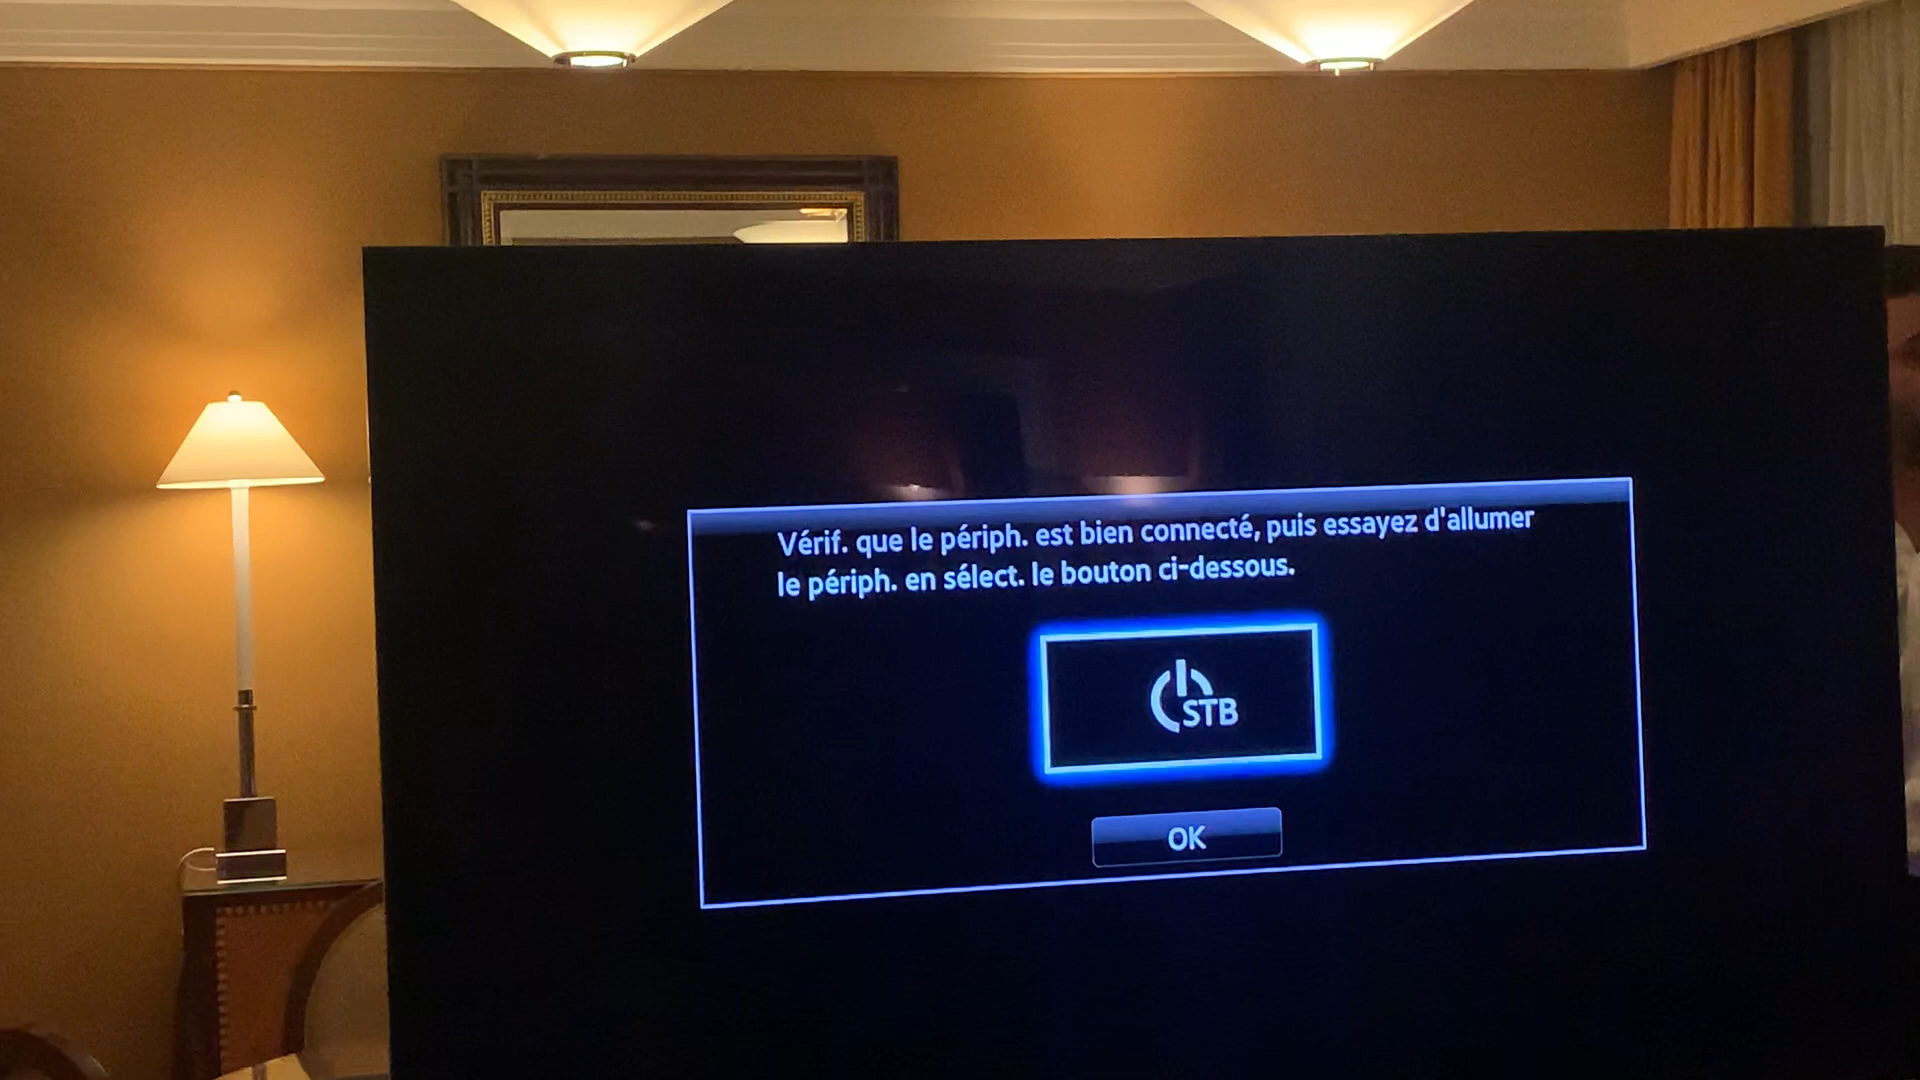 Vérif. que le périph. est bien connecté, puis essayez d'allumer
le périph. en sélect. le bouton ci-dessous.
STB
OK